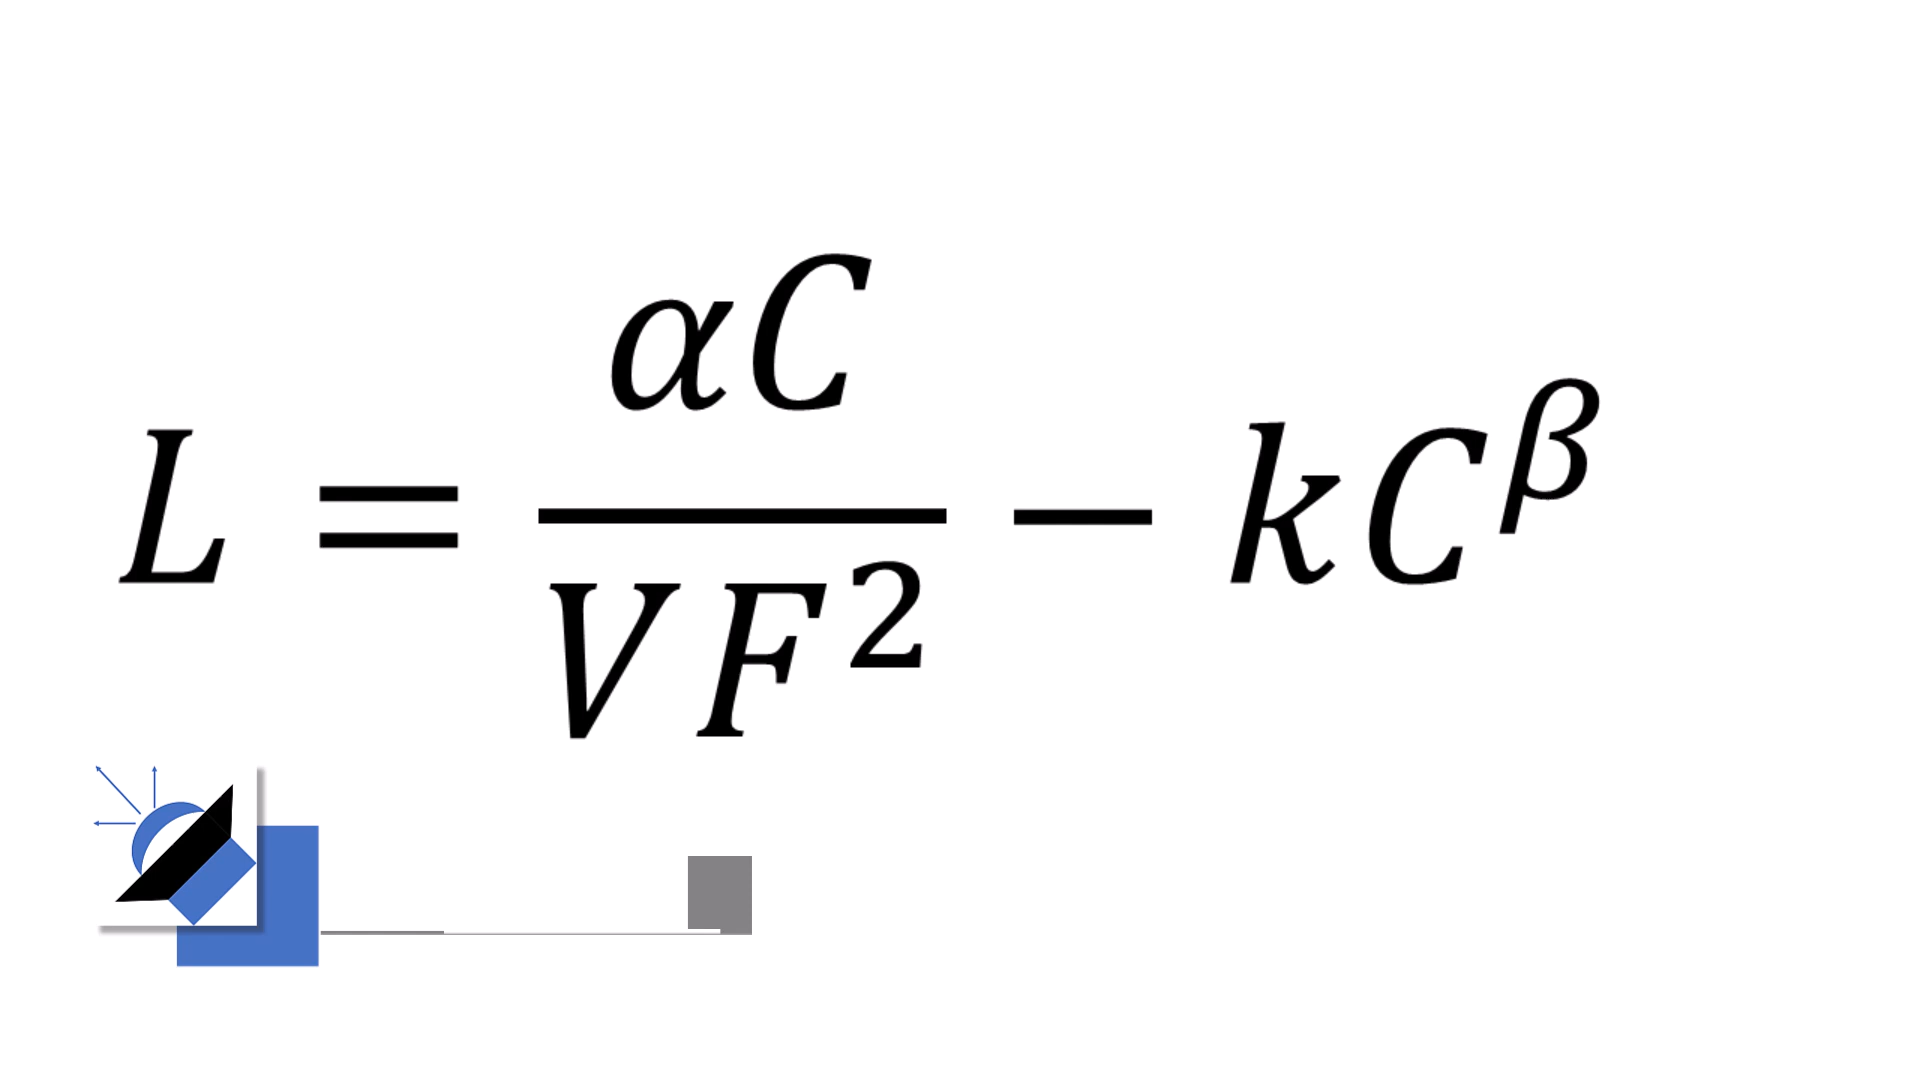 L = αC / VF² − kC^β